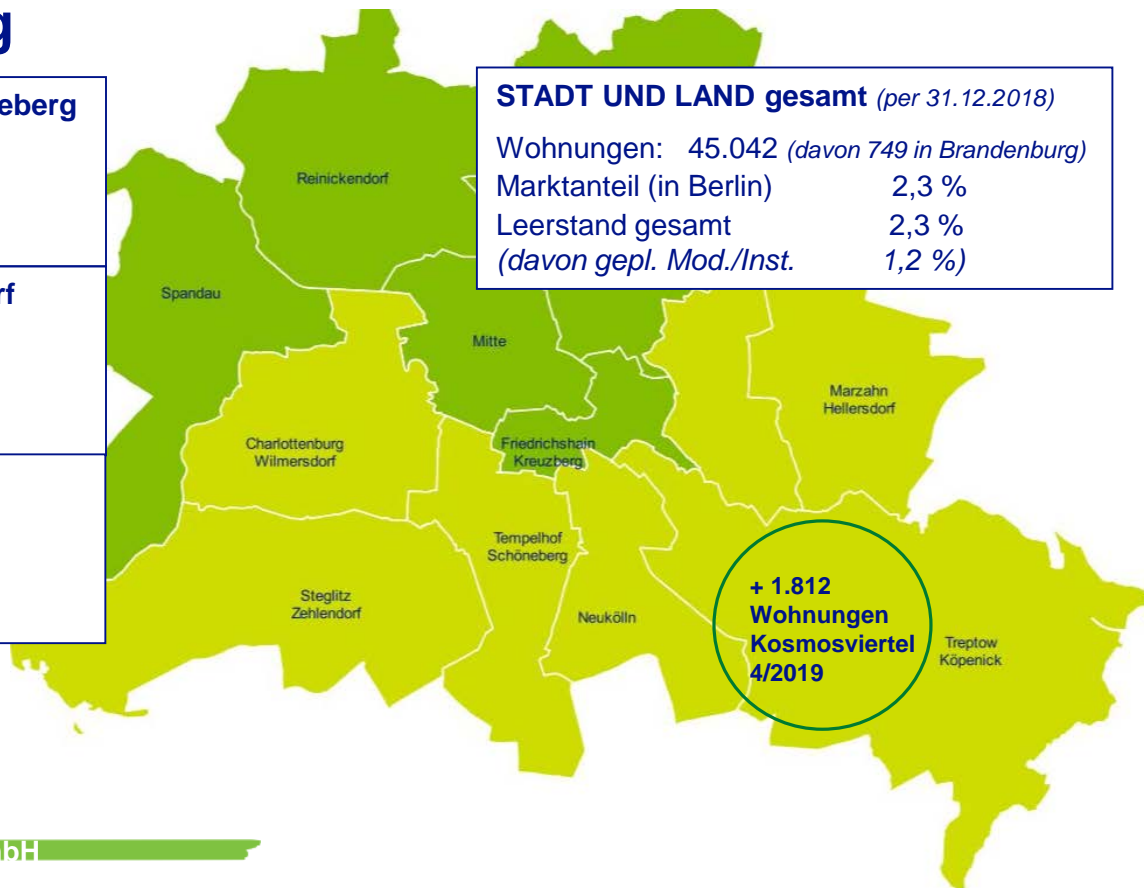 g
eberg
rf
STADT UND LAND gesamt (per 31.12.2018)
Wohnungen: 45.042 (davon 749 in Brandenburg)
Marktanteil (in Berlin) 2,3 %
Leerstand gesamt 2,3 %
(davon gepl. Mod./Inst. 1,2 %)
Reinickendorf
Spandau
Mitte
Marzahn
Hellersdorf
Charlottenburg
Wilmersdorf
Friedrichshain
Kreuzberg
Tempelhof
Schöneberg
Steglitz
Zehlendorf
Neukölln
+ 1.812
Wohnungen
Kosmosviertel
4/2019
Treptow
Köpenick
bH